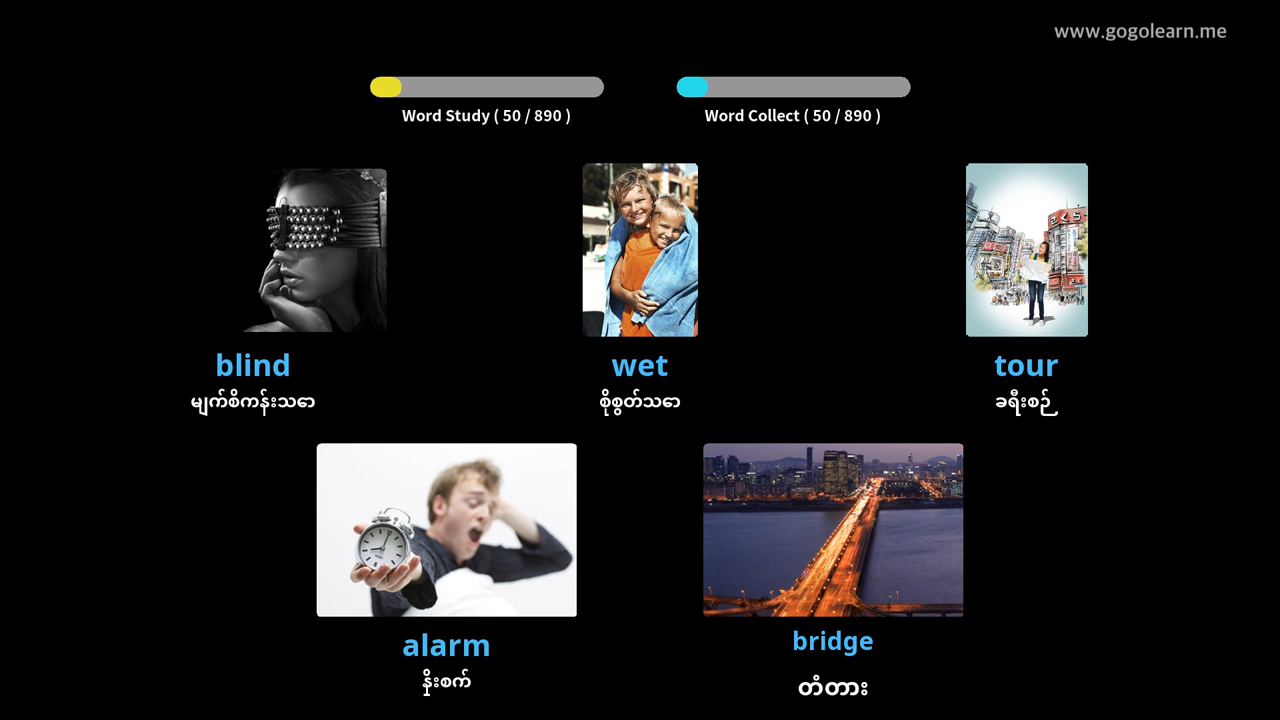 www.gogolearn.me
Word Study ( 50 / 890 )
Word Collect ( 50 / 890 )
blind
မျက်စိကန်းသော
wet
စိုစွတ်သော
tour
ခရီးစဉ်
alarm
နှိုးစက်
bridge
တံတား